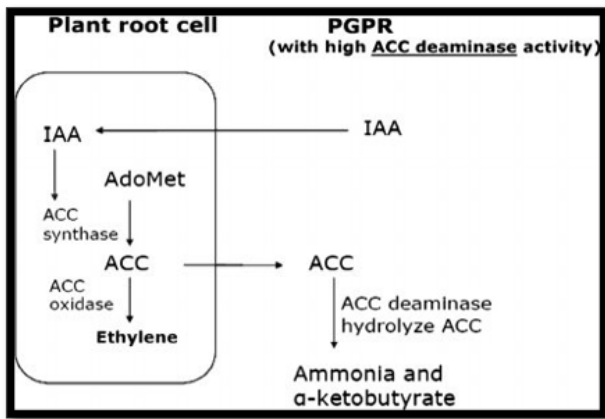 Plant root cell
PGPR
(with high ACC deaminase activity)
IAA
IAA
AdoMet
ACC
synthase
ACC
ACC
ACC
oxidase
ACC deaminase
hydrolyze ACC
Ethylene
Ammonia and
α-ketobutyrate